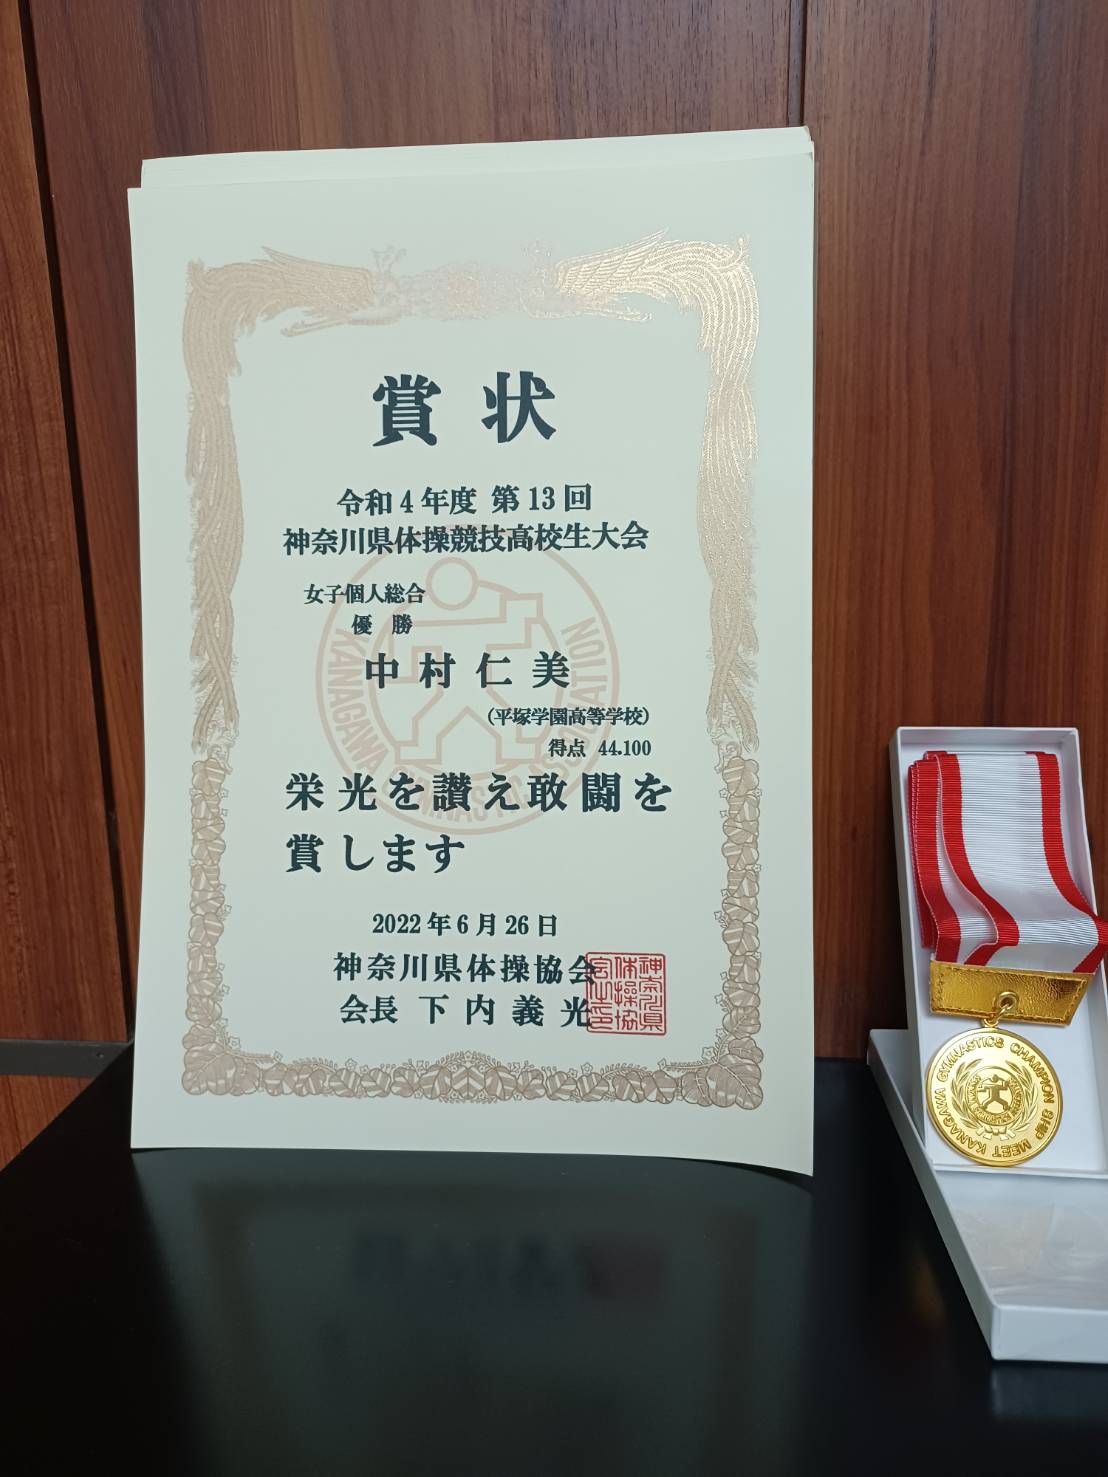 賞状
令和4年度 第13回
神奈川県体操競技高校生大会
女子個人総合
優勝
中村仁美
(平塚学園高等学校)
得点 44.100
栄光を讃え敢闘を
賞します
2022年6月26日
神奈川県体操協会
会長 下内義光
KANAGAWA GYMNASTICS ASSOCIATION
KANAGAWA GYMNASTICS CHAMPION SHIP MEET